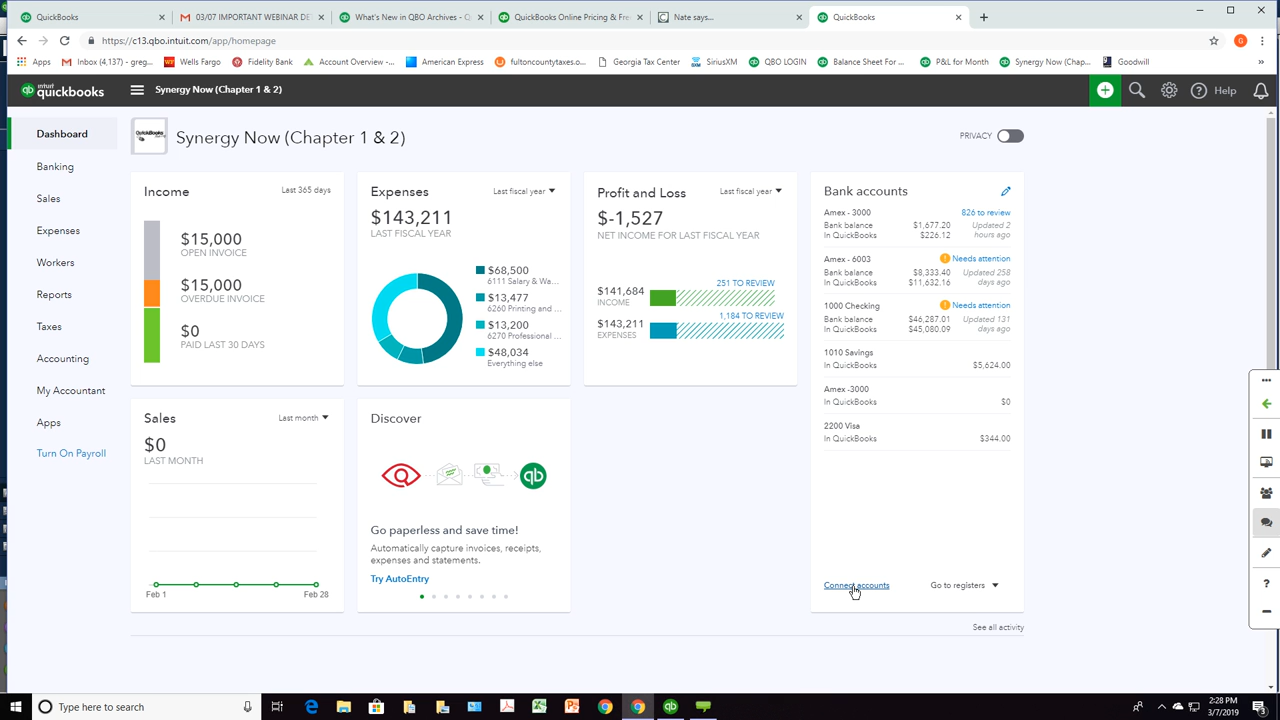 QuickBooks
03/07 IMPORTANT WEBINAR DE
What's New in QBO Archives - Q
QuickBooks Online Pricing & Fre
Nate says...
QuickBooks
https://c13.qbo.intuit.com/app/homepage
Apps
Inbox (4,137) - greg...
Wells Fargo
Fidelity Bank
Account Overview -...
American Express
fultoncountytaxes.o...
Georgia Tax Center
SiriusXM
QBO LOGIN
Balance Sheet For ...
P&L for Month
Synergy Now (Chap...
Goodwill
»
intuit
quickbooks
Synergy Now (Chapter 1 & 2)
Help
Dashboard
Banking
Sales
Expenses
Workers
Reports
Taxes
Accounting
My Accountant
Apps
Turn On Payroll
QuickBooks
Synergy Now (Chapter 1 & 2)
PRIVACY
Income
Last 365 days
$15,000
OPEN INVOICE
$15,000
OVERDUE INVOICE
$0
PAID LAST 30 DAYS
Expenses
Last fiscal year
$143,211
LAST FISCAL YEAR
$68,500
6111 Salary & Wa...
$13,477
6260 Printing and ...
$13,200
6270 Professional ...
$48,034
Everything else
Profit and Loss
Last fiscal year
$-1,527
NET INCOME FOR LAST FISCAL YEAR
251 TO REVIEW
$141,684
INCOME
1,184 TO REVIEW
$143,211
EXPENSES
Bank accounts
Amex - 3000 826 to review
Bank balance $1,677.20 Updated 2
In QuickBooks $226.12 hours ago
Amex - 6003 Needs attention
Bank balance $8,333.40 Updated 258
In QuickBooks $11,632.16 days ago
1000 Checking Needs attention
Bank balance $46,287.01 Updated 131
In QuickBooks $45,080.09 days ago
1010 Savings
In QuickBooks $5,624.00
Amex -3000
In QuickBooks $0
2200 Visa
In QuickBooks $344.00
Connect accounts
Go to registers
Sales
Last month
$0
LAST MONTH
Feb 1
Feb 28
Discover
qb
Go paperless and save time!
Automatically capture invoices, receipts,
expenses and statements.
Try AutoEntry
See all activity
Type here to search
2:28 PM
3/7/2019
3